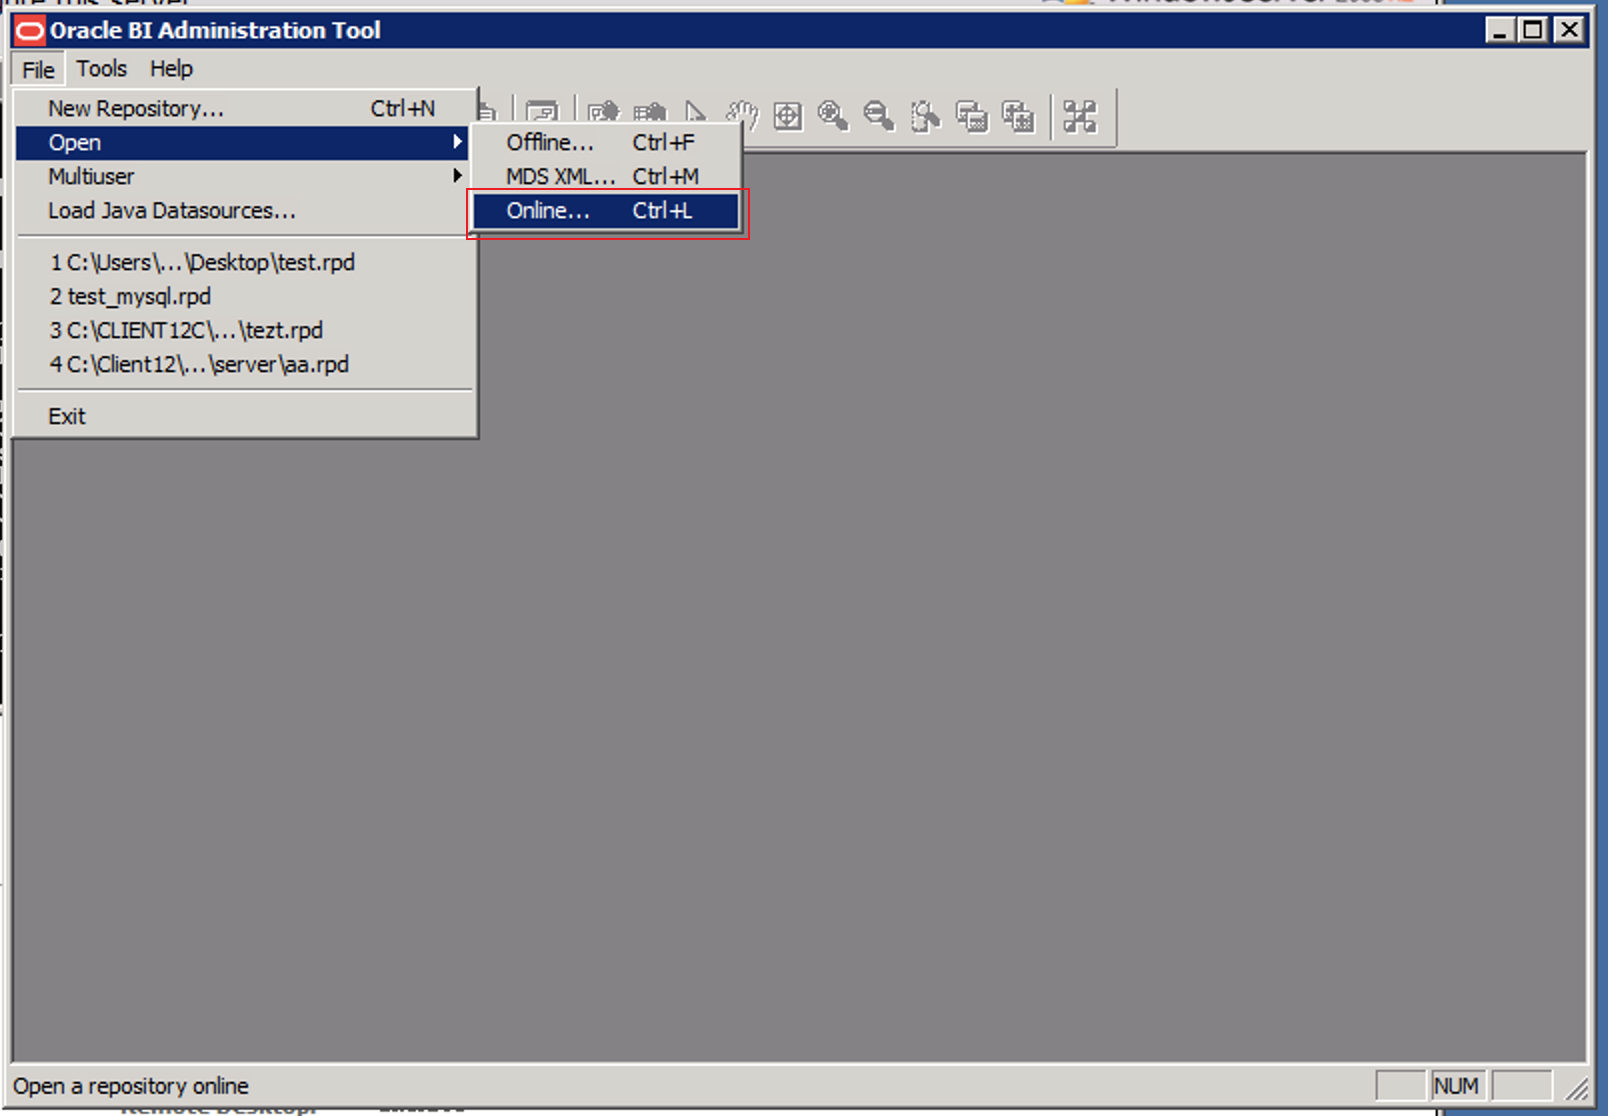 Oracle BI Administration Tool
File Tools Help
New Repository... Ctrl+N
Open
Offline... Ctrl+F
Multiuser
MDS XML... Ctrl+M
Load Java Datasources...
Online... Ctrl+L
1 C:\Users\...\Desktop\test.rpd
2 test_mysql.rpd
3 C:\CLIENT12C\...\tezt.rpd
4 C:\Client12\...\server\aa.rpd
Exit
Open a repository online
NUM